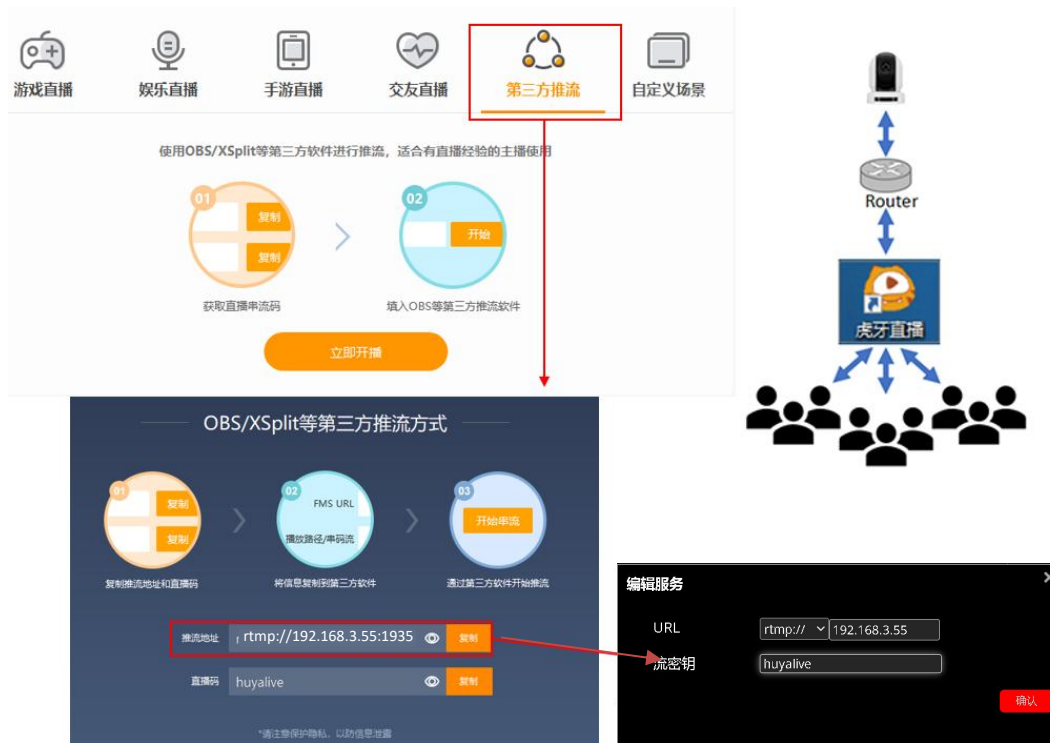 游戏直播
娱乐直播
手游直播
交友直播
第三方推流
自定义场景
使用OBS/XSplit等第三方软件进行推流，适合有直播经验的主播使用
01
复制
复制
02
开始
获取直播串流码
填入OBS等第三方推流软件
立即开播
Router
虎牙直播
OBS/XSplit等第三方推流方式
01
复制
复制
02
FMS URL
播放路径/串码流
03
开始串流
复制推流地址和直播码
将信息复制到第三方软件
通过第三方软件开始推流
推流地址
rtmp://192.168.3.55:1935
复制
直播码
huyalive
复制
*请注意保护隐私，以防信息泄露
编辑服务
URL
rtmp://
192.168.3.55
流密钥
huyalive
确认